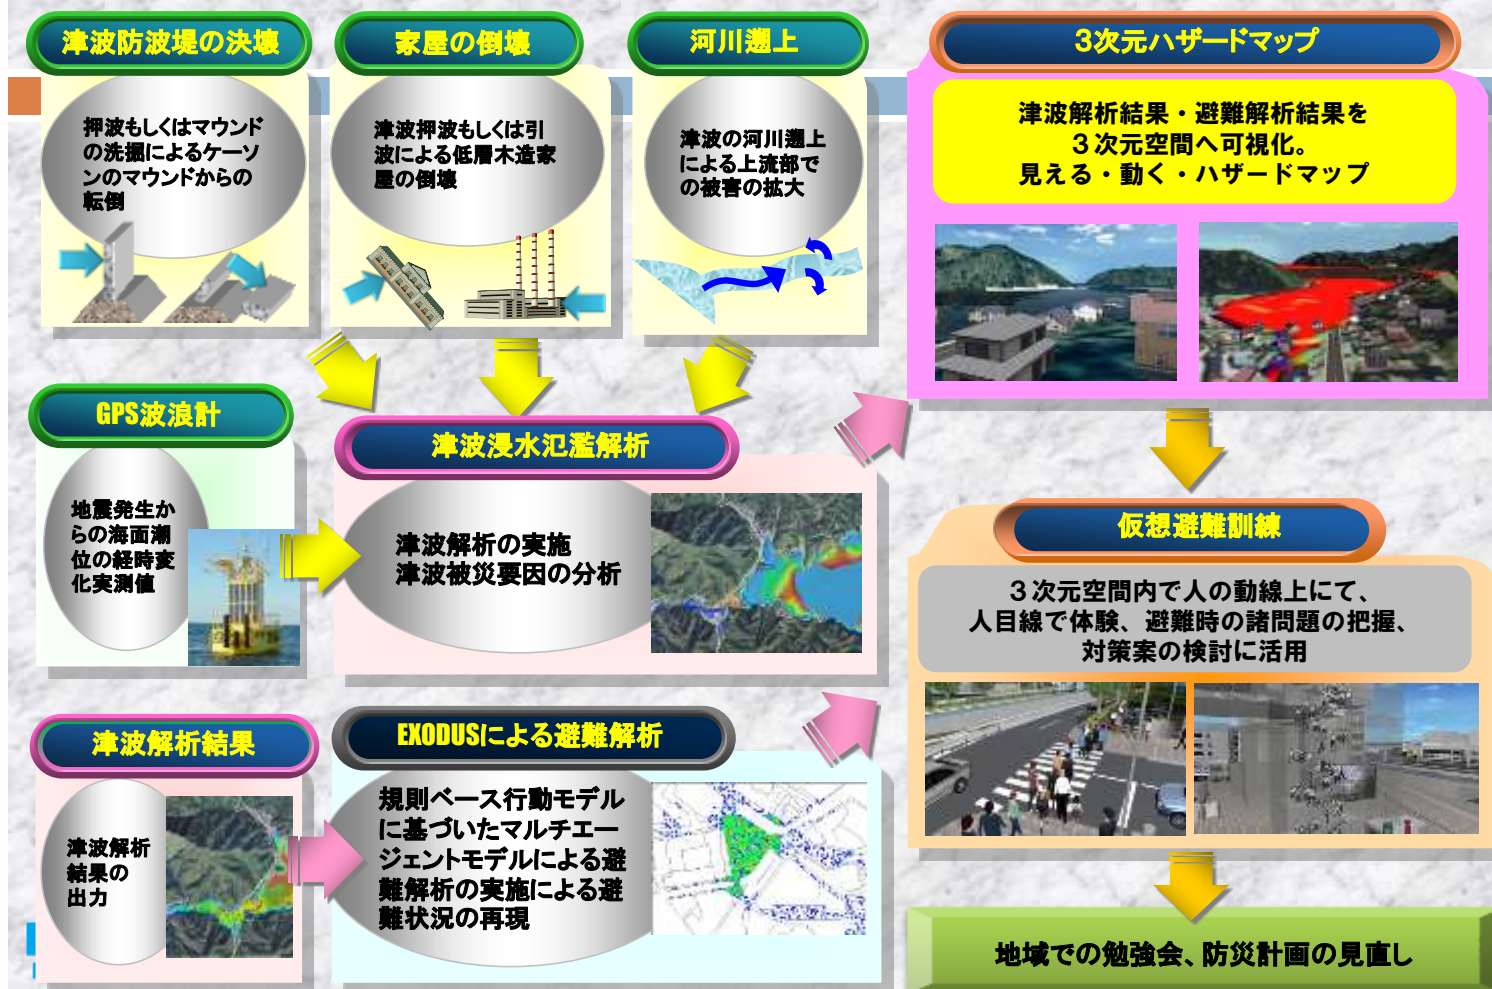 津波防波堤の決壊
押波もしくはマウンド
の洗掘によるケーソ
ンのマウンドからの
転倒
家屋の倒壊
津波押波もしくは引
波による低層木造家
屋の倒壊
河川遡上
津波の河川遡上
による上流部で
の被害の拡大
3次元ハザードマップ
津波解析結果・避難解析結果を
３次元空間へ可視化。
見える・動く・ハザードマップ
GPS波浪計
地震発生か
らの海面潮
位の経時変
化実測値
津波浸水氾濫解析
津波解析の実施
津波被災要因の分析
仮想避難訓練
３次元空間内で人の動線上にて、
人目線で体験、避難時の諸問題の把握、
対策案の検討に活用
津波解析結果
津波解析
結果の
出力
EXODUSによる避難解析
規則ベース行動モデル
に基づいたマルチエー
ジェントモデルによる避
難解析の実施による避
難状況の再現
地域での勉強会、防災計画の見直し